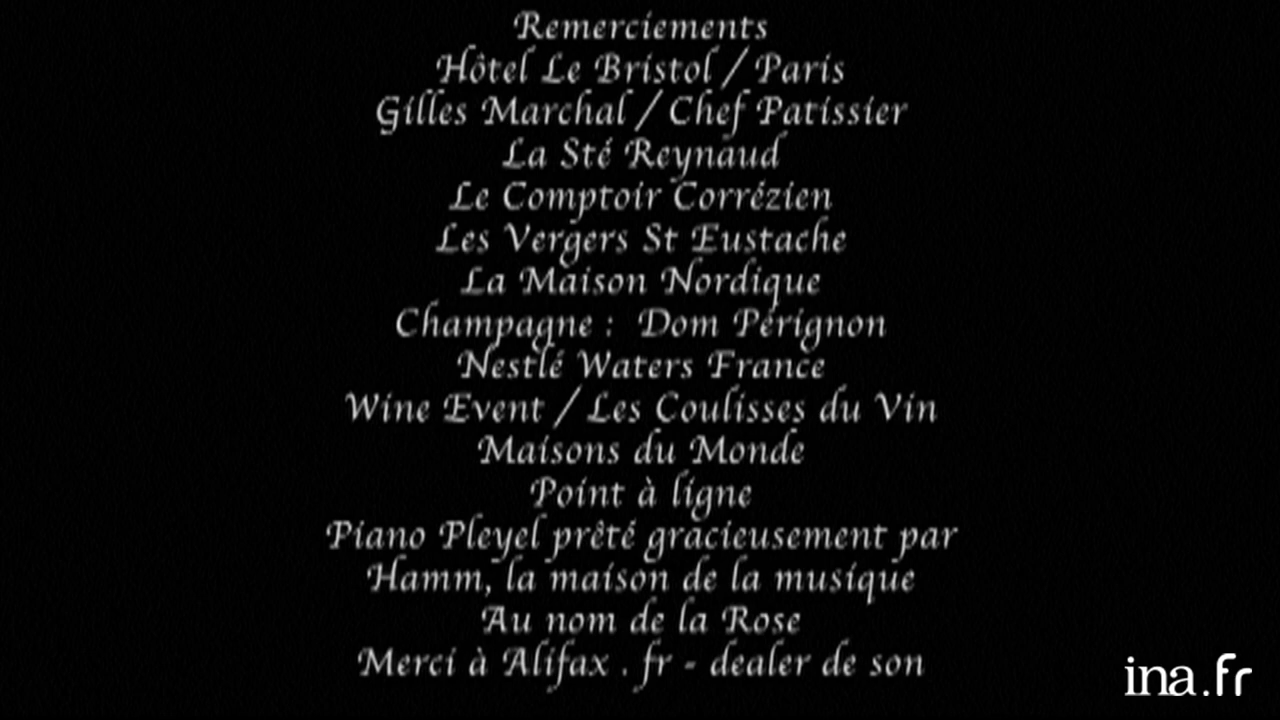 Remerciements
Hôtel Le Bristol / Paris
Gilles Marchal / Chef Patissier
La Sté Reynaud
Le Comptoir Corrézien
Les Vergers St Eustache
La Maison Nordique
Champagne : Dom Pérignon
Nestlé Waters France
Wine Event / Les Coulisses du Vin
Maisons du Monde
Point à ligne
Piano Pleyel prêté gracieusement par
Hamm, la maison de la musique
Au nom de la Rose
Merci à Alifax . fr - dealer de son
ina.fr